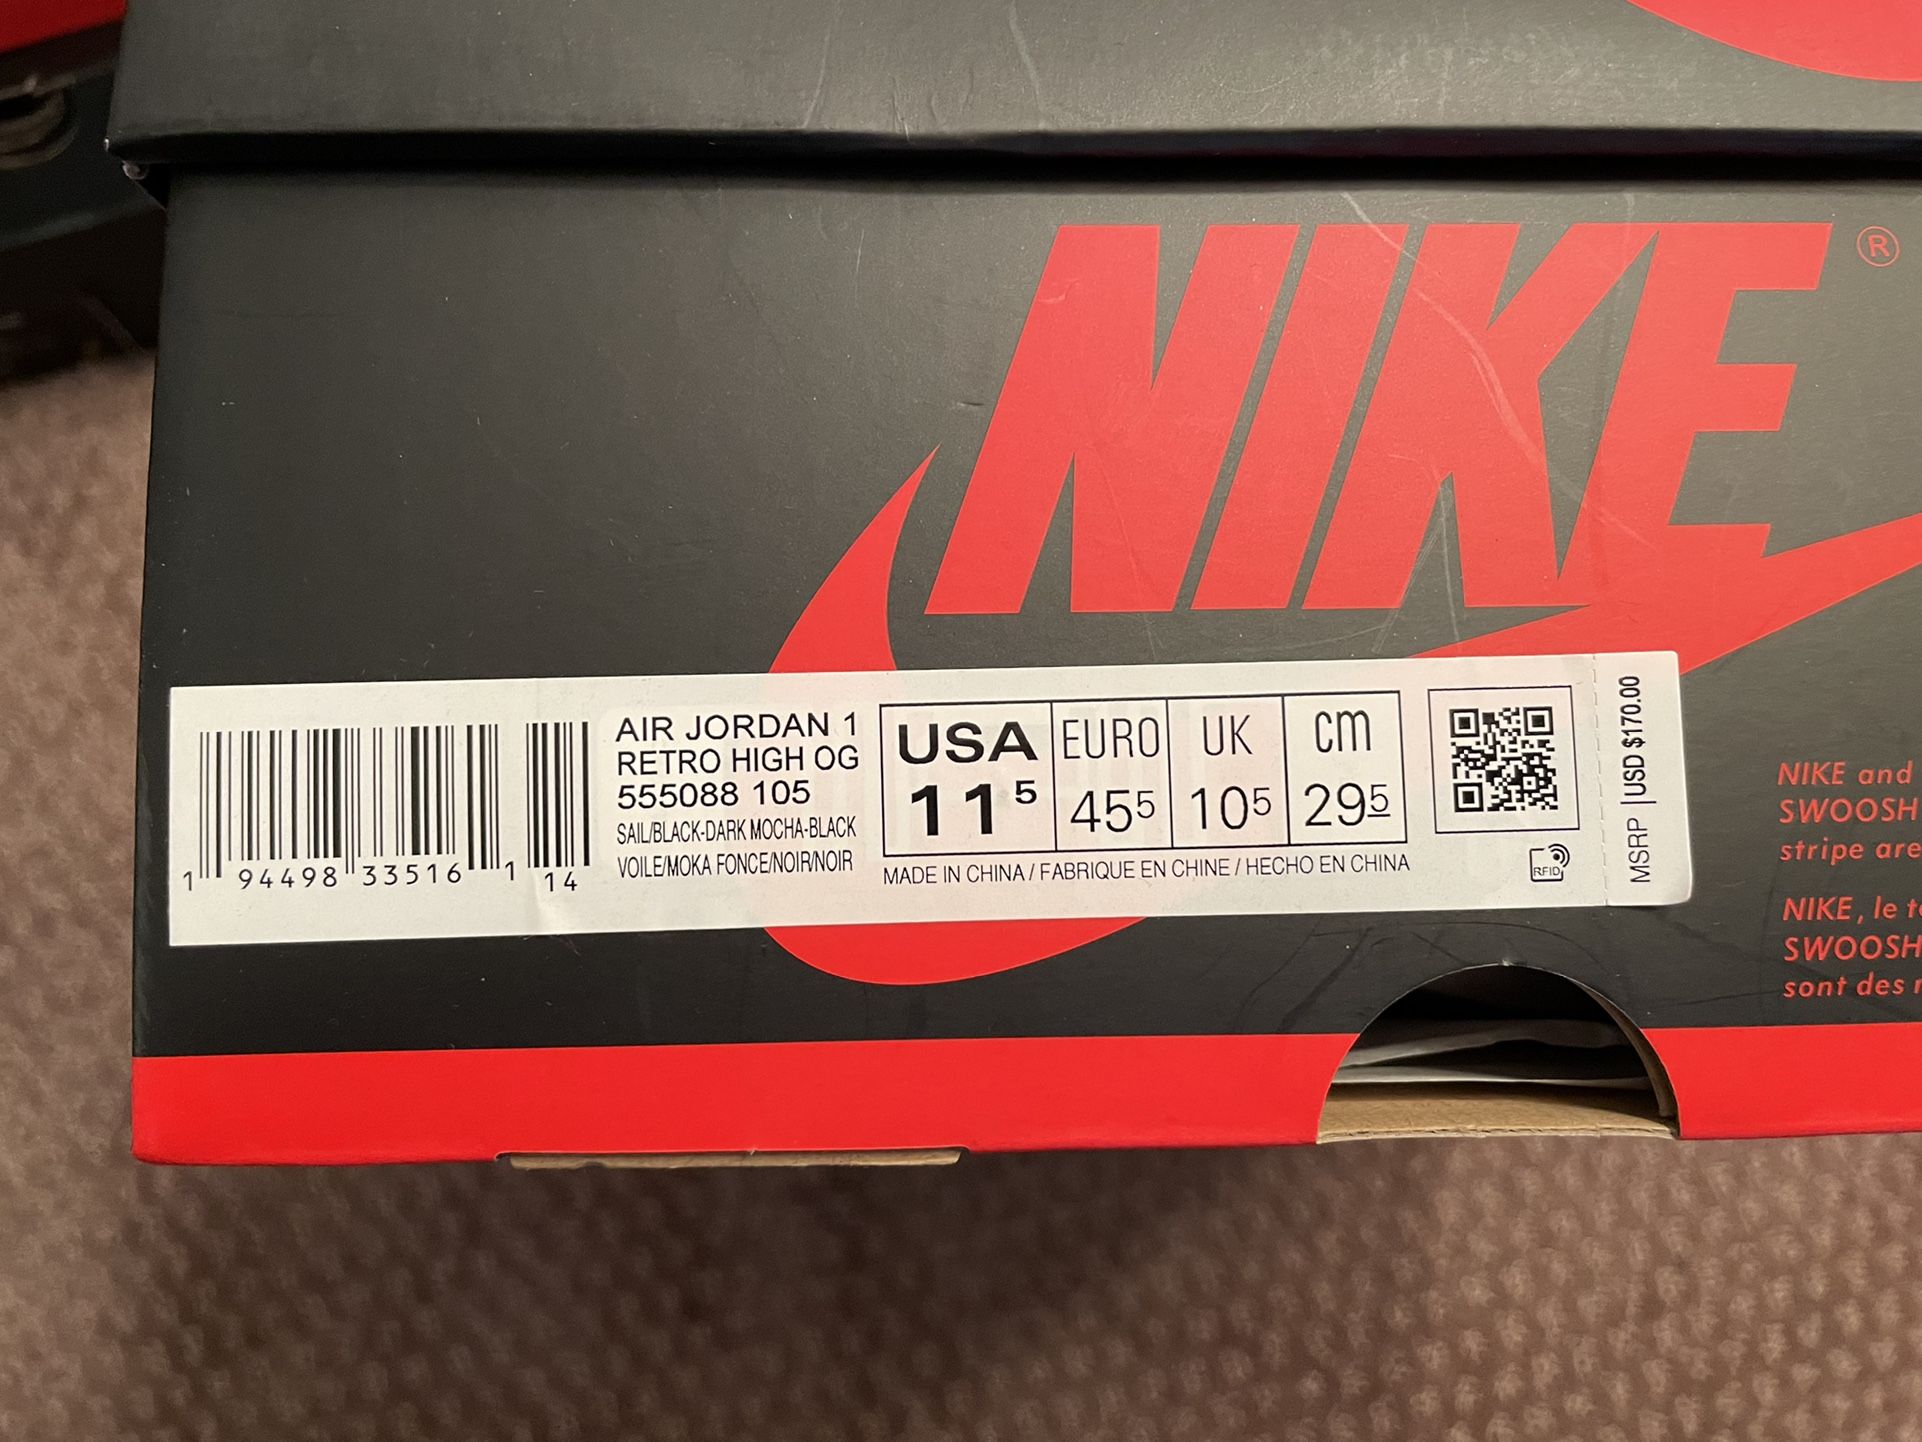 NIKE ®
AIR JORDAN 1
RETRO HIGH OG
555088 105
SAIL/BLACK-DARK MOCHA-BLACK
VOILE/MOKA FONCE/NOIR/NOIR
1 94498 33516 1 14
USA EURO UK cm
11 5 45 5 10 5 29 5
MADE IN CHINA / FABRIQUE EN CHINE / HECHO EN CHINA
RFID
MSRP USD $170.00
NIKE and
SWOOSH
stripe are
NIKE, le
SWOOSH
sont des